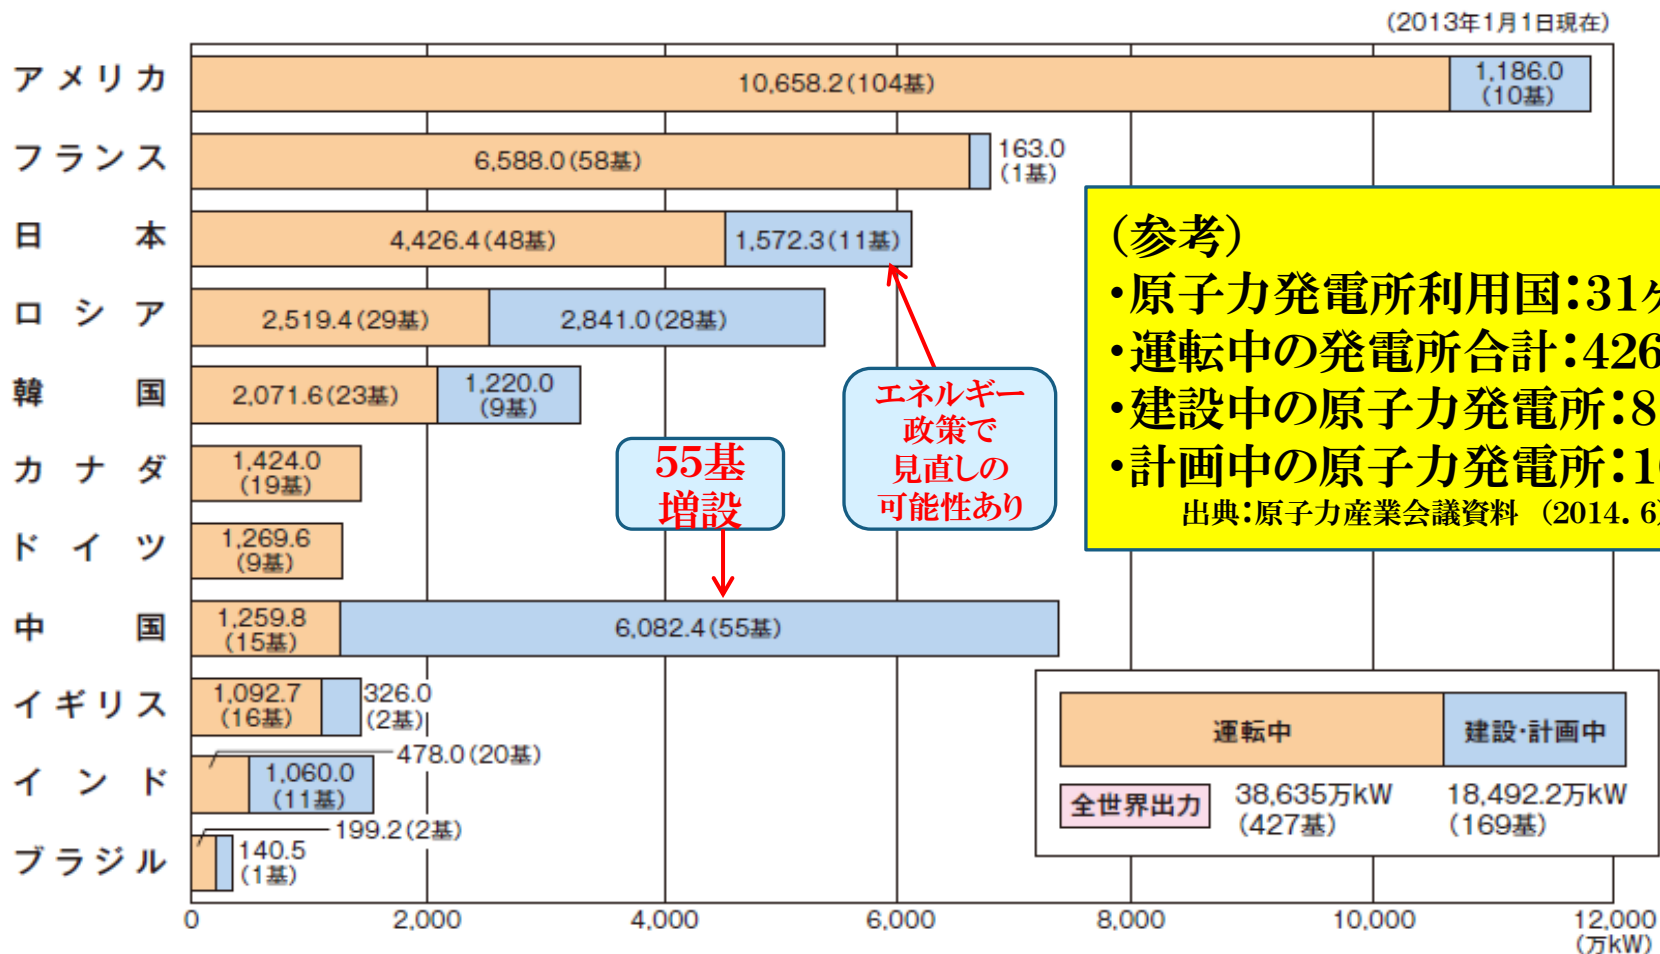 (2013年1月1日現在)
アメリカ
10,658.2(104基)
1,186.0
(10基)
フランス
6,588.0(58基)
163.0
(1基)
日本
4,426.4(48基)
1,572.3(11基)
ロシア
2,519.4(29基)
2,841.0(28基)
韓国
2,071.6(23基)
1,220.0
(9基)
カナダ
1,424.0
(19基)
ドイツ
1,269.6
(9基)
中国
1,259.8
(15基)
6,082.4(55基)
イギリス
1,092.7
(16基)
326.0
(2基)
インド
478.0(20基)
1,060.0
(11基)
ブラジル
199.2(2基)
140.5
(1基)
0
2,000
4,000
6,000
8,000
10,000
12,000
(万kW)
55基
増設
エネルギー
政策で
見直しの
可能性あり
(参考)
・原子力発電所利用国:31
・運転中の発電所合計:426
・建設中の原子力発電所:8
・計画中の原子力発電所:1
出典:原子力産業会議資料 (2014.6)
運転中
建設・計画中
全世界出力
38,635万kW
(427基)
18,492.2万kW
(169基)